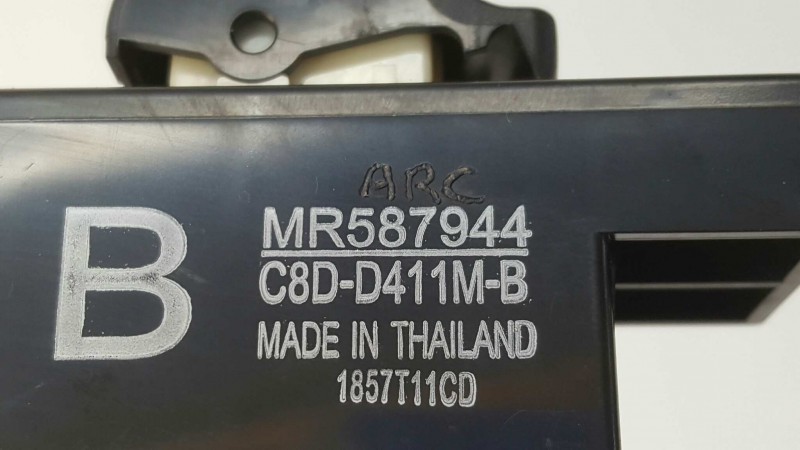 ARC
B
MR587944
C8D-D411M-B
MADE IN THAILAND
1857T11CD